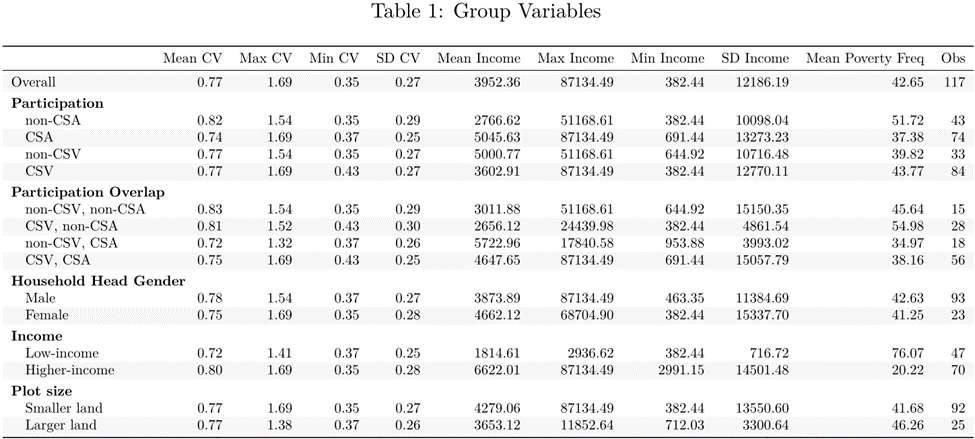 Table 1: Group Variables
Mean CV Max CV Min CV SD CV Mean Income Max Income Min Income SD Income Mean Poverty Freq Obs
Overall 0.77 1.69 0.35 0.27 3952.36 87134.49 382.44 12186.19 42.65 117
Participation
non-CSA 0.82 1.54 0.35 0.29 2766.62 51168.61 382.44 10098.04 51.72 43
CSA 0.74 1.69 0.37 0.25 5045.63 87134.49 691.44 13273.23 37.38 74
non-CSV 0.77 1.54 0.35 0.27 5000.77 51168.61 644.92 10716.48 39.82 33
CSV 0.77 1.69 0.43 0.27 3602.91 87134.49 382.44 12770.11 43.77 84
Participation Overlap
non-CSV, non-CSA 0.83 1.54 0.35 0.29 3011.88 51168.61 644.92 15150.35 45.64 15
CSV, non-CSA 0.81 1.52 0.43 0.30 2656.12 24439.98 382.44 4861.54 54.98 28
non-CSV, CSA 0.72 1.32 0.37 0.26 5722.96 17840.58 953.88 3993.02 34.97 18
CSV, CSA 0.75 1.69 0.43 0.25 4647.65 87134.49 691.44 15057.79 38.16 56
Household Head Gender
Male 0.78 1.54 0.37 0.27 3873.89 87134.49 463.35 11384.69 42.63 93
Female 0.75 1.69 0.35 0.28 4662.12 68704.90 382.44 15337.70 41.25 23
Income
Low-income 0.72 1.41 0.37 0.25 1814.61 2936.62 382.44 716.72 76.07 47
Higher-income 0.80 1.69 0.35 0.28 6622.01 87134.49 2991.15 14501.48 20.22 70
Plot size
Smaller land 0.77 1.69 0.35 0.27 4279.06 87134.49 382.44 13550.60 41.68 92
Larger land 0.77 1.38 0.37 0.26 3653.12 11852.64 712.03 3300.64 46.26 25